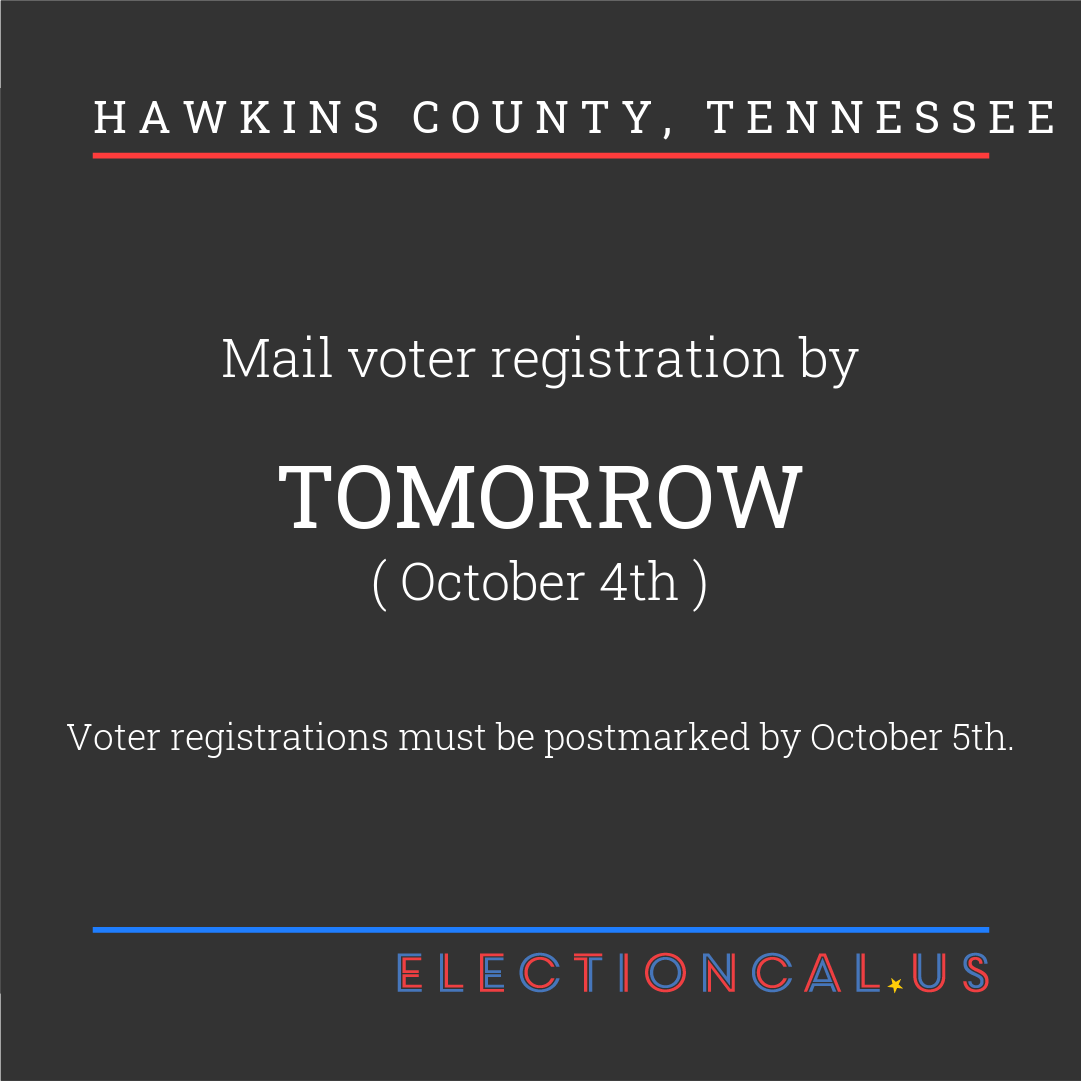 HAWKINS COUNTY, TENNESSEE
Mail voter registration by
TOMORROW
( October 4th )
Voter registrations must be postmarked by October 5th.
ELECTIONCAL.US